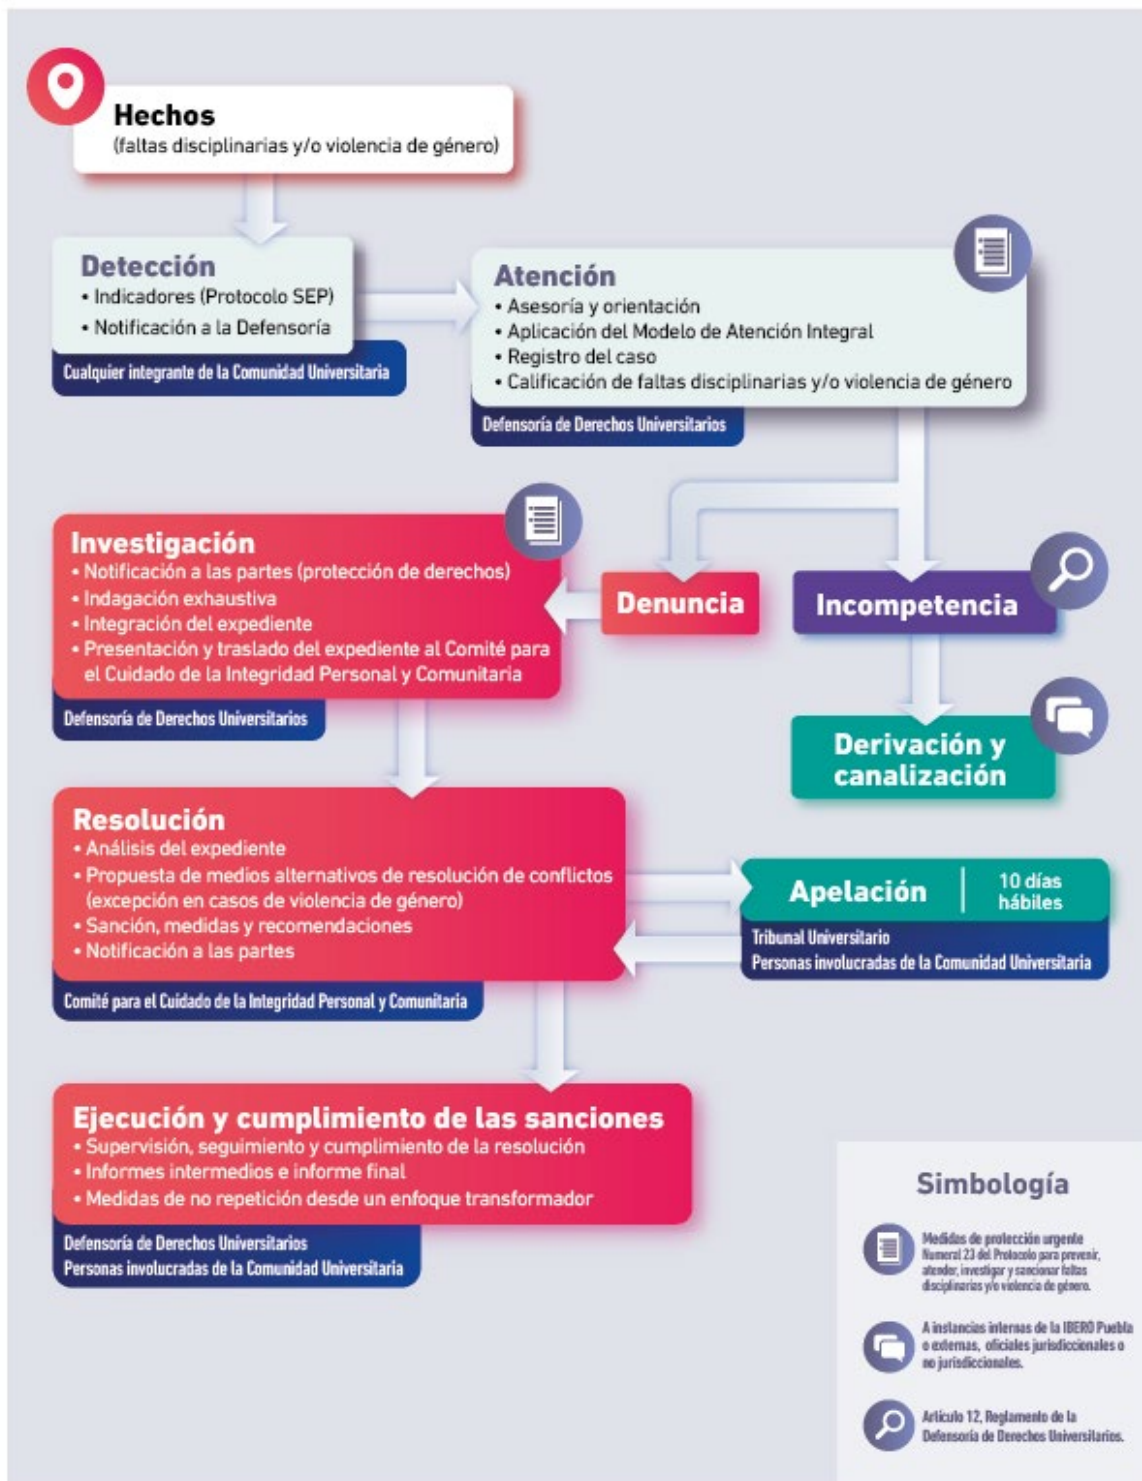 Hechos
(faltas disciplinarias y/o violencia de género)
Detección
• Indicadores (Protocolo SEP)
• Notificación a la Defensoría
Cualquier integrante de la Comunidad Universitaria
Atención
• Asesoría y orientación
• Aplicación del Modelo de Atención Integral
• Registro del caso
• Calificación de faltas disciplinarias y/o violencia de género
Defensoría de Derechos Universitarios
Investigación
• Notificación a las partes (protección de derechos)
• Indagación exhaustiva
• Integración del expediente
• Presentación y traslado del expediente al Comité para
el Cuidado de la Integridad Personal y Comunitaria
Defensoría de Derechos Universitarios
Denuncia
Incompetencia
Derivación y
canalización
Resolución
• Análisis del expediente
• Propuesta de medios alternativos de resolución de conflictos
(excepción en casos de violencia de género)
• Sanción, medidas y recomendaciones
• Notificación a las partes
Comité para el Cuidado de la Integridad Personal y Comunitaria
Apelación
10 días
hábiles
Tribunal Universitario
Personas involucradas de la Comunidad Universitaria
Ejecución y cumplimiento de las sanciones
• Supervisión, seguimiento y cumplimiento de la resolución
• Informes intermedios e informe final
• Medidas de no repetición desde un enfoque transformador
Defensoría de Derechos Universitarios
Personas involucradas de la Comunidad Universitaria
Simbología
Medidas de protección urgente
Numeral 23 del Protocolo para prevenir,
atender, investigar y sancionar faltas
disciplinarias y/o violencia de género.
A instancias internas de la IBERO Puebla
o externas, oficiales jurisdiccionales o
no jurisdiccionales.
Artículo 12, Reglamento de la
Defensoría de Derechos Universitarios.